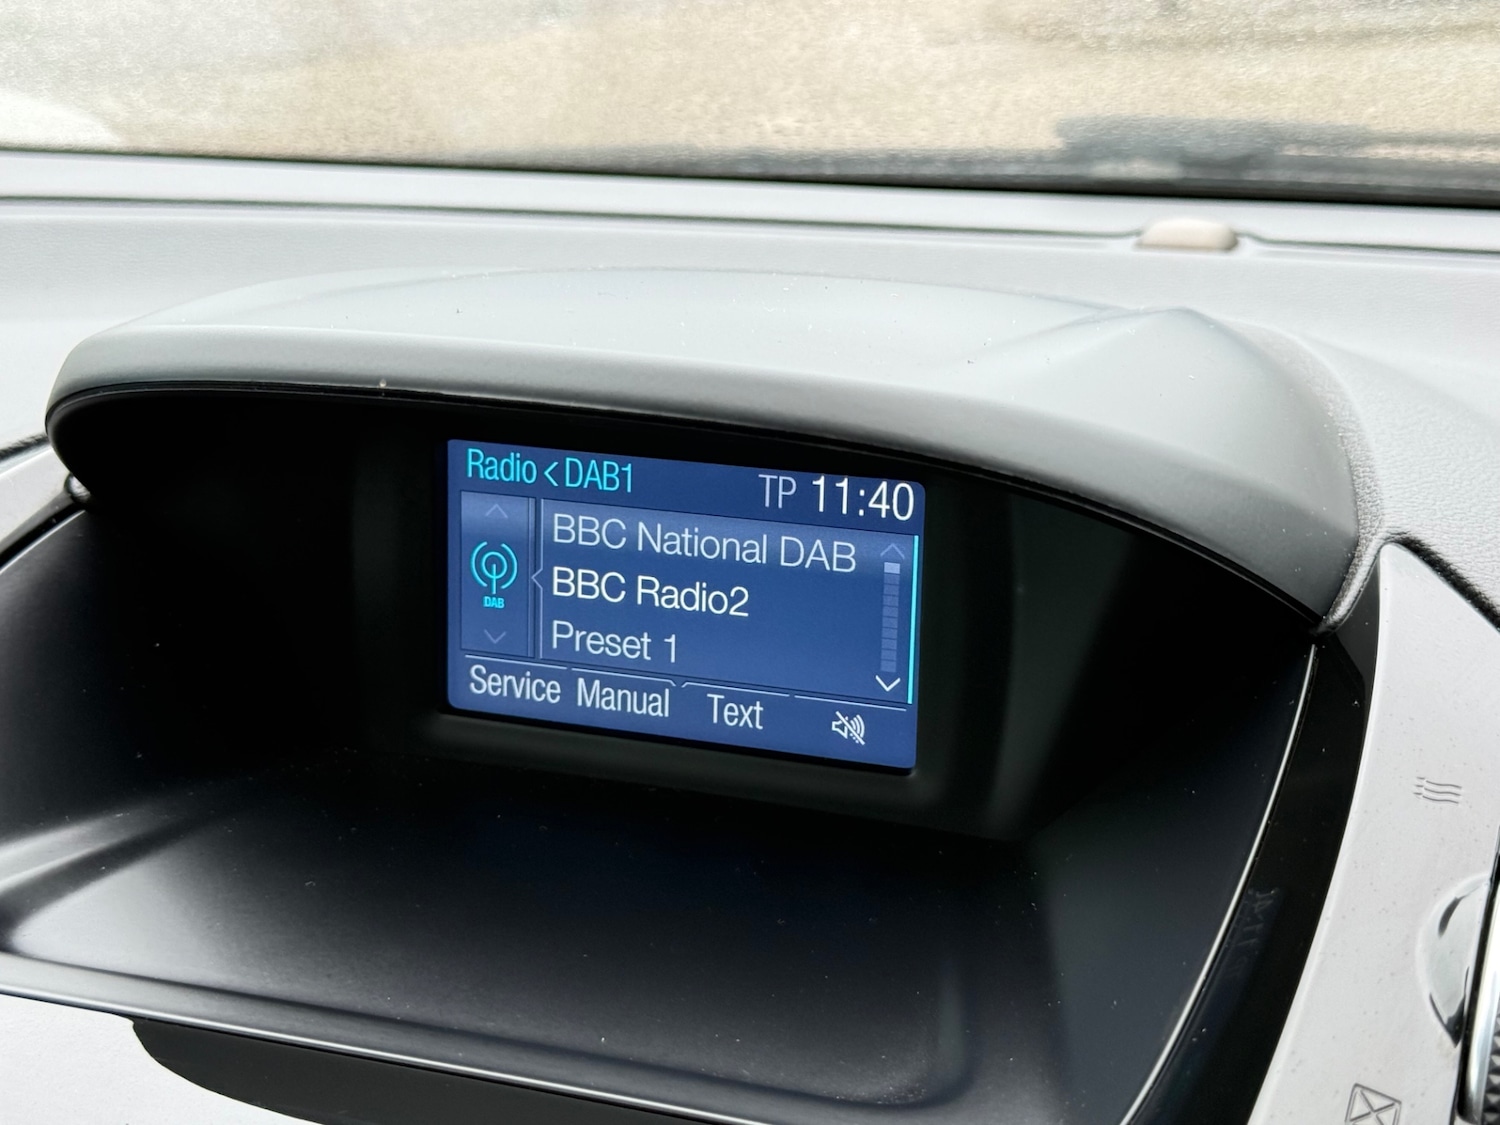 Radio < DAB1 TP 11:40
BBC National DAB
DAB
BBC Radio2
Preset 1
Service Manual Text